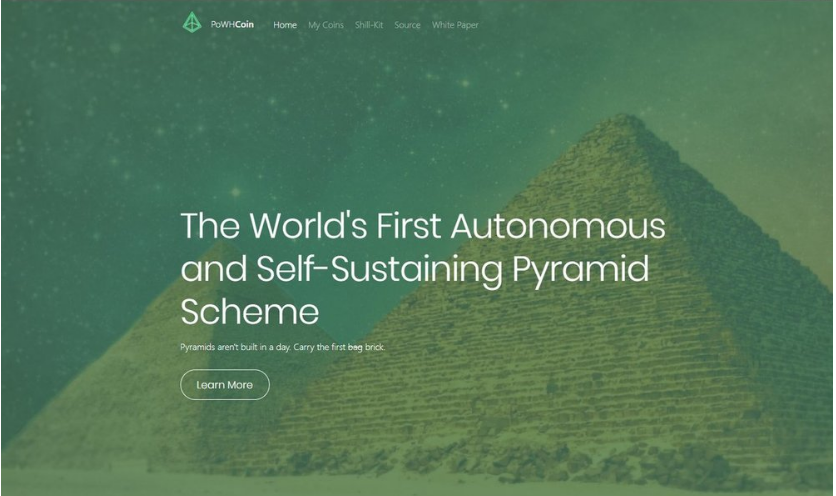 PoWHCoin Home My Coins Shill-Kit Source White Paper
The World's First Autonomous
and Self-Sustaining Pyramid
Scheme
Pyramids aren't built in a day. Carry the first bag brick.
Learn More